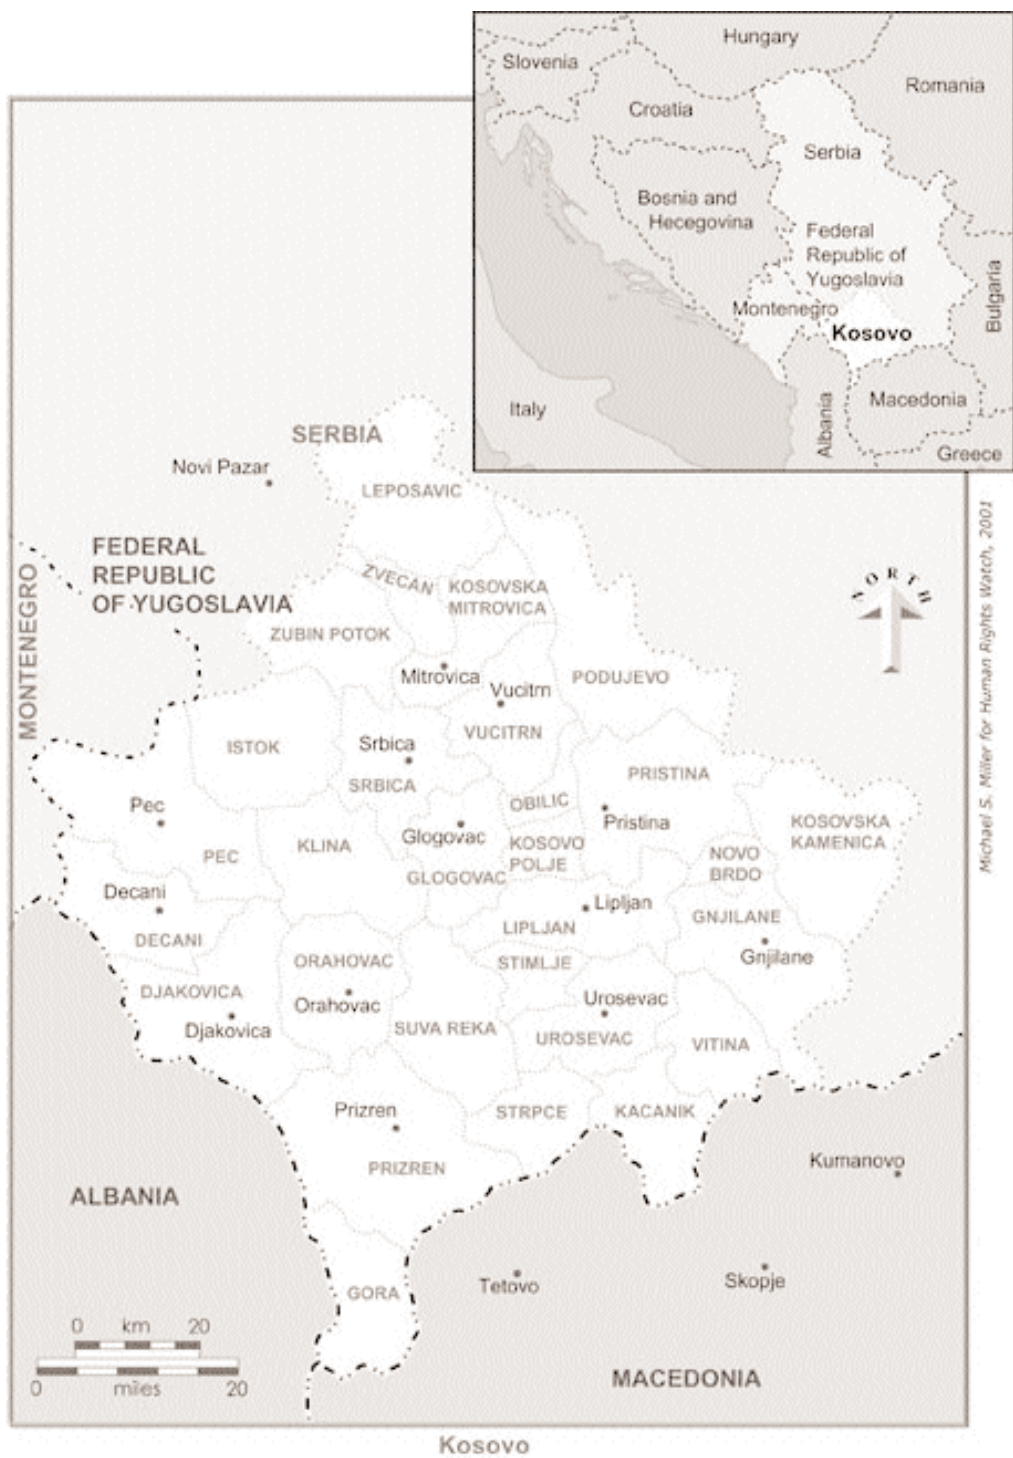 Hungary
Slovenia
Romania
Croatia
Serbia
Bosnia and
Hecegovina
Federal
Republic of
Yugoslavia
Bulgaria
Montenegro
Kosovo
Italy
Albania
Macedonia
Greece
SERBIA
Novi Pazar
LEPOSAVIC
FEDERAL
REPUBLIC
OF YUGOSLAVIA
MONTENEGRO
ZVECAN
KOSOVSKA
MITROVICA
NORTH
Michael S. Miller for Human Rights Watch, 2001
ZUBIN POTOK
Mitrovica
PODUJEVO
Vucitrn
VUCITRN
ISTOK
Srbica
SRBICA
PRISTINA
Pec
OBILIC
Pristina
KOSOVSKA
KAMENICA
Glogovac
KLINA
KOSOVO
POLJE
PEC
NOVO
BRDO
GLOGOVAC
Decani
Lipljan
GNJILANE
LIPLJAN
DECANI
Gnjilane
ORAHOVAC
STIMLJE
DJAKOVICA
Orahovac
Urosevac
Djakovica
SUVA REKA
UROSEVAC
VITINA
Prizren
STRPCE
KACANIK
PRIZREN
Kumanovo
ALBANIA
Tetovo
Skopje
GORA
0 km 20
0 miles 20
MACEDONIA
Kosovo